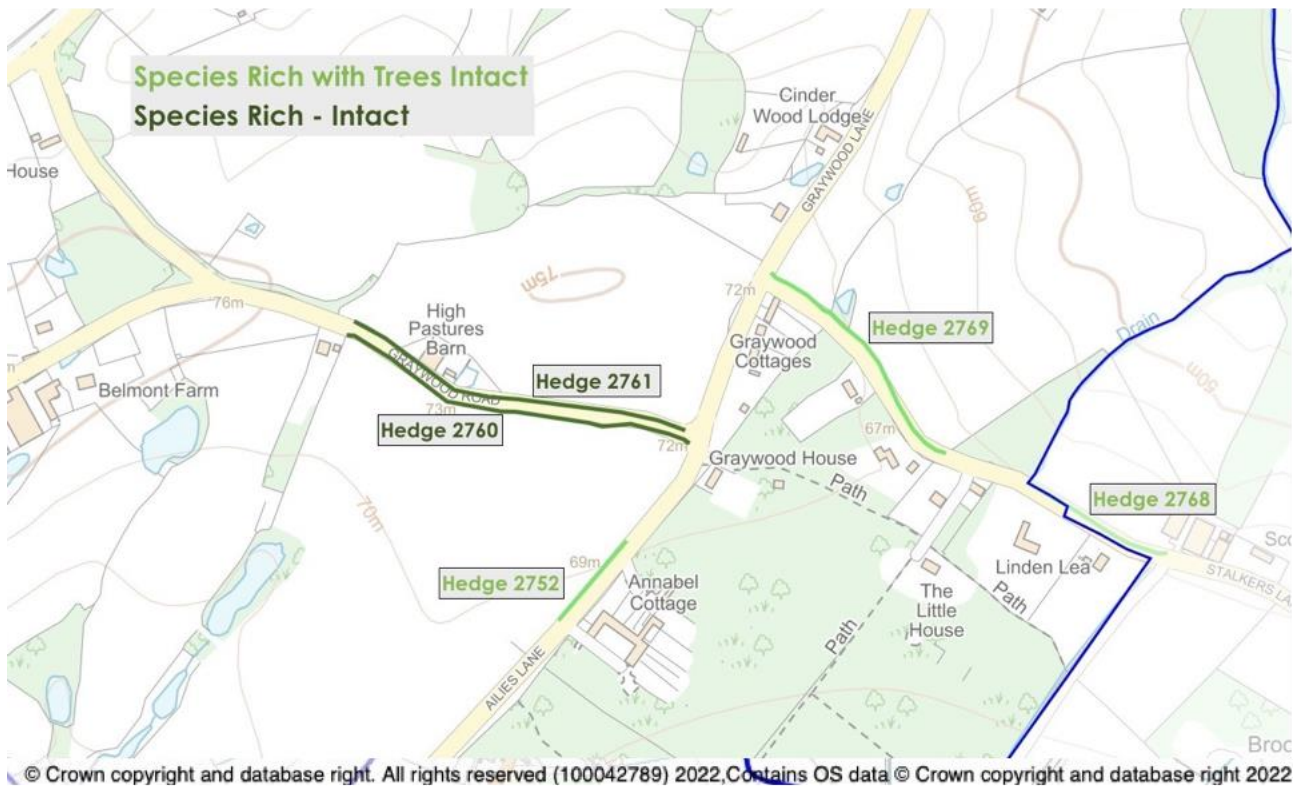 Species Rich with Trees Intact
Species Rich - Intact
House
Cinder
Wood Lodge
GRAYWOOD LANE
60m
75m
76m
High
Pastures
Barn
GRAYWOOD ROAD
73m
Hedge 2761
Hedge 2760
72m
72m
Graywood
Cottages
Hedge 2769
Drain
50m
Belmont Farm
67m
Graywood House
Path
Hedge 2768
70m
69m
Hedge 2752
Annabel
Cottage
Linden Lea
Sco
STALKERS LA
The
Little
House
Path
Path
AILIES LANE
Broo
© Crown copyright and database right. All rights reserved (100042789) 2022,Contains OS data © Crown copyright and database right 2022